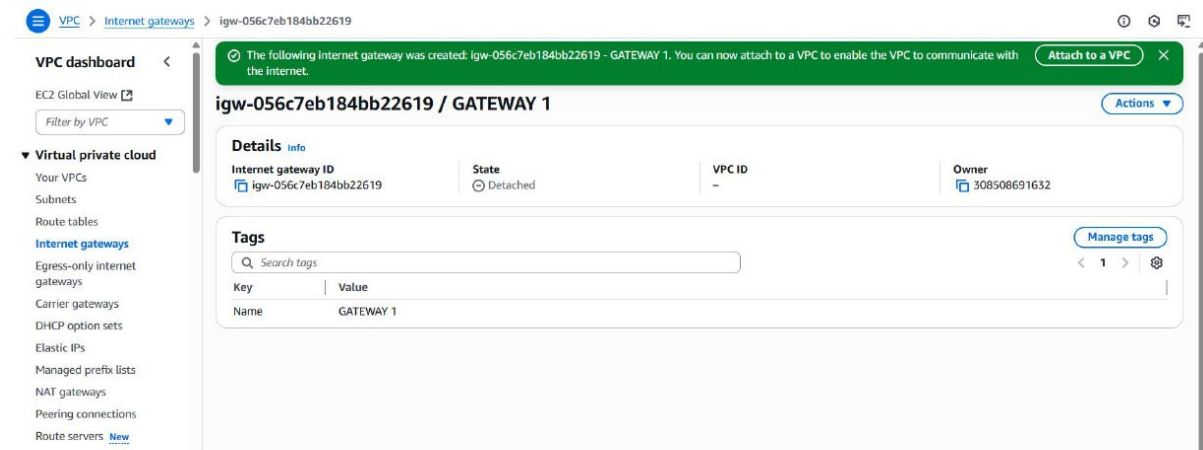 VPC > Internet gateways > igw-056c7eb184bb22619
VPC dashboard
EC2 Global View
Filter by VPC
Virtual private cloud
Your VPCs
Subnets
Route tables
Internet gateways
Egress-only internet
gateways
Carrier gateways
DHCP option sets
Elastic IPs
Managed prefix lists
NAT gateways
Peering connections
Route servers New
The following internet gateway was created: igw-056c7eb184bb22619 - GATEWAY 1. You can now attach to a VPC to enable the VPC to communicate with
the internet.
Attach to a VPC
igw-056c7eb184bb22619 / GATEWAY 1
Actions
Details Info
Internet gateway ID
igw-056c7eb184bb22619
State
Detached
VPC ID
–
Owner
308508691632
Tags
Manage tags
Search tags
1
Key Value
Name GATEWAY 1